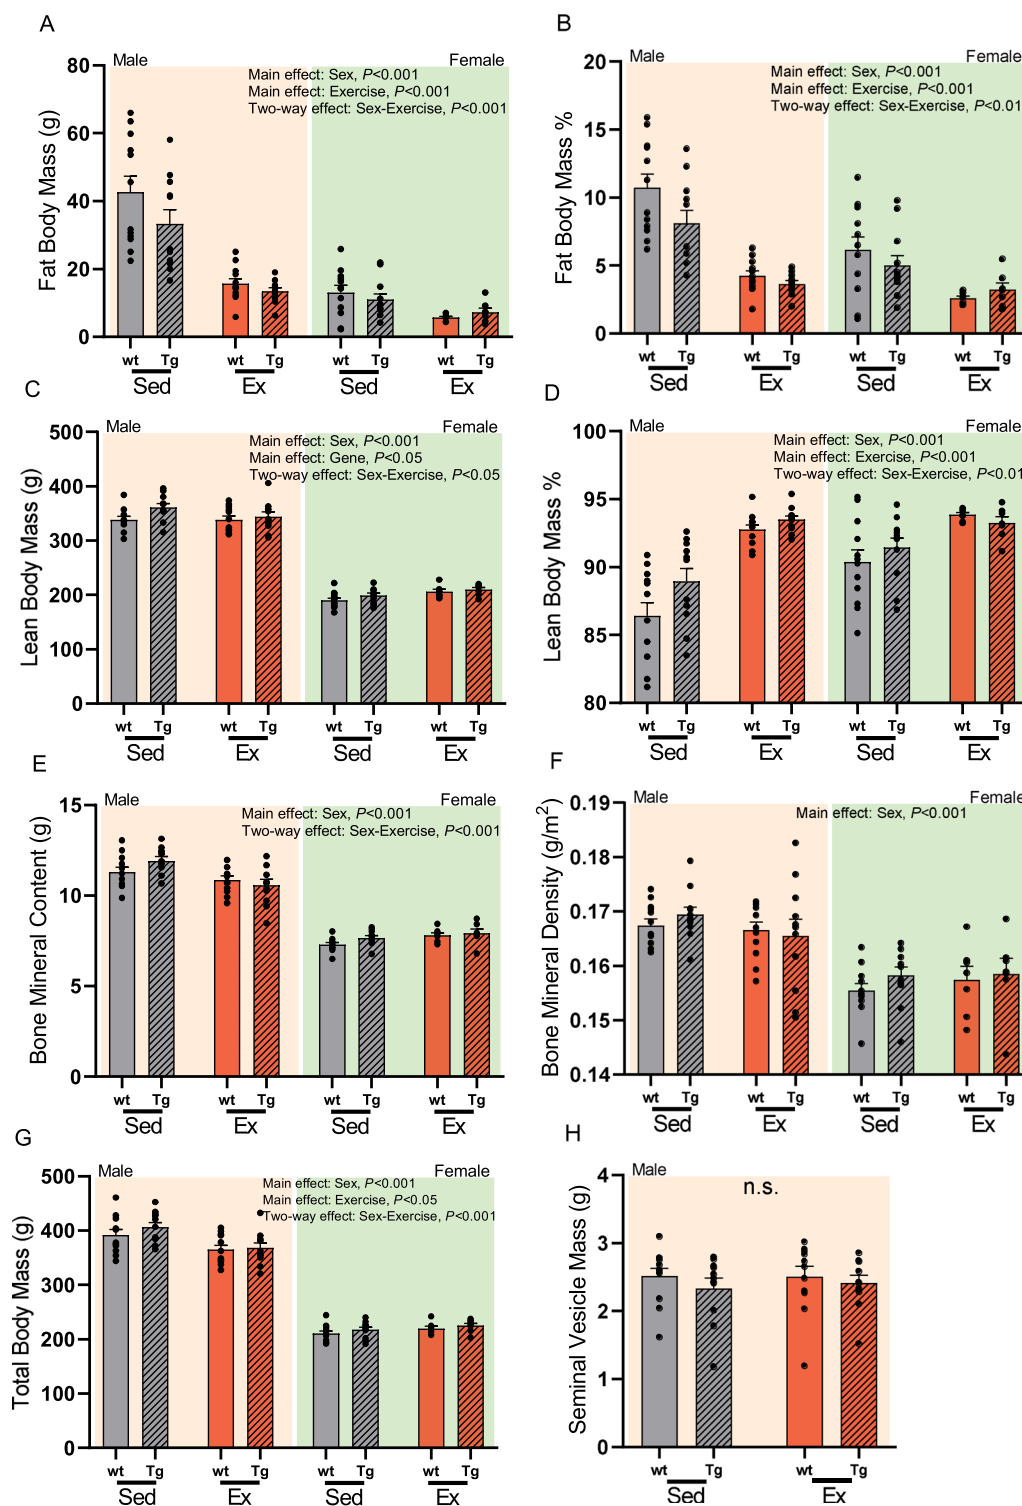 A
Male
Female
Main effect: Sex, P<0.001
Main effect: Exercise, P<0.001
Two-way effect: Sex-Exercise, P<0.001
Fat Body Mass (g)
80
60
40
20
0
wt Tg wt Tg wt Tg wt Tg
Sed Ex Sed Ex
B
Male
Female
Main effect: Sex, P<0.001
Main effect: Exercise, P<0.001
Two-way effect: Sex-Exercise, P<0.01
Fat Body Mass %
20
15
10
5
0
wt Tg wt Tg wt Tg wt Tg
Sed Ex Sed Ex
C
Male
Female
Main effect: Sex, P<0.001
Main effect: Gene, P<0.05
Two-way effect: Sex-Exercise, P<0.05
Lean Body Mass (g)
500
400
300
200
100
0
wt Tg wt Tg wt Tg wt Tg
Sed Ex Sed Ex
D
Male
Female
Main effect: Sex, P<0.001
Main effect: Exercise, P<0.001
Two-way effect: Sex-Exercise, P<0.01
Lean Body Mass %
100
95
90
85
80
wt Tg wt Tg wt Tg wt Tg
Sed Ex Sed Ex
E
Male
Female
Main effect: Sex, P<0.001
Two-way effect: Sex-Exercise, P<0.001
Bone Mineral Content (g)
15
10
5
0
wt Tg wt Tg wt Tg wt Tg
Sed Ex Sed Ex
F
Male
Female
Main effect: Sex, P<0.001
Bone Mineral Density (g/m²)
0.19
0.18
0.17
0.16
0.15
0.14
wt Tg wt Tg wt Tg wt Tg
Sed Ex Sed Ex
G
Male
Female
Main effect: Sex, P<0.001
Main effect: Exercise, P<0.05
Two-way effect: Sex-Exercise, P<0.001
Total Body Mass (g)
500
400
300
200
100
0
wt Tg wt Tg wt Tg wt Tg
Sed Ex Sed Ex
H
Male
n.s.
Seminal Vesicle Mass (g)
4
3
2
1
0
wt Tg wt Tg
Sed Ex